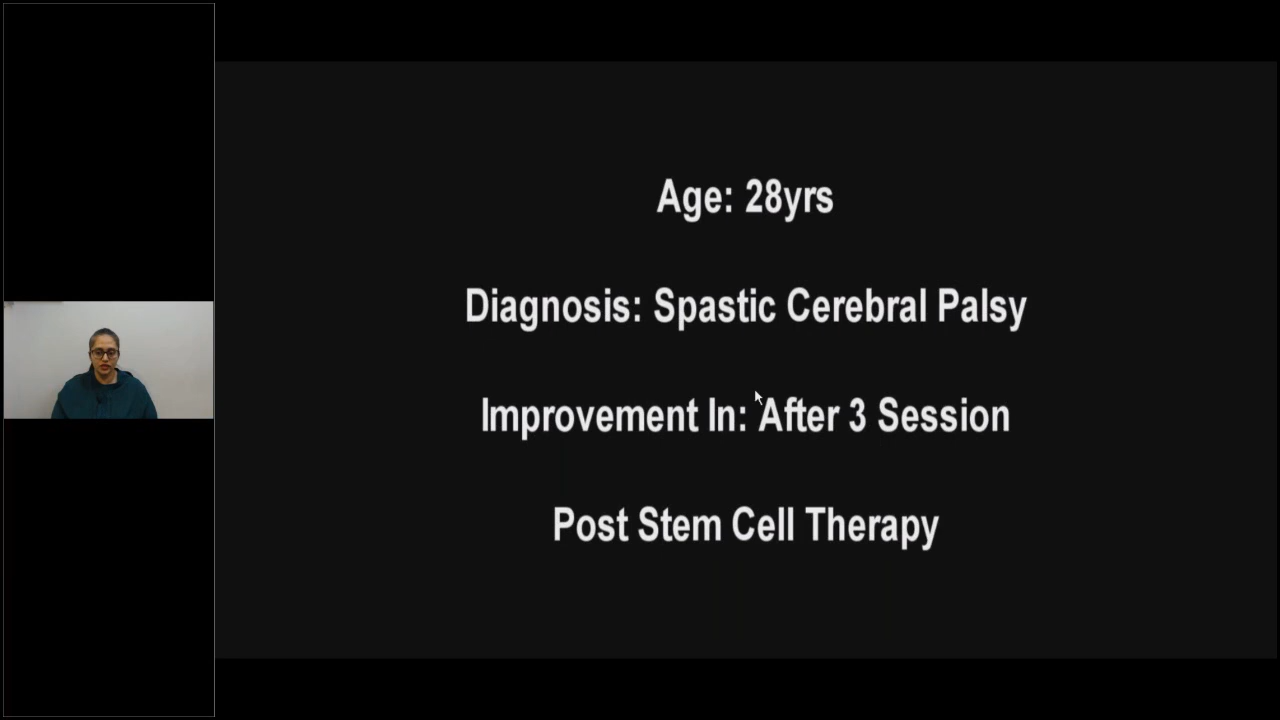 Age: 28yrs
Diagnosis: Spastic Cerebral Palsy
Improvement In: After 3 Session
Post Stem Cell Therapy